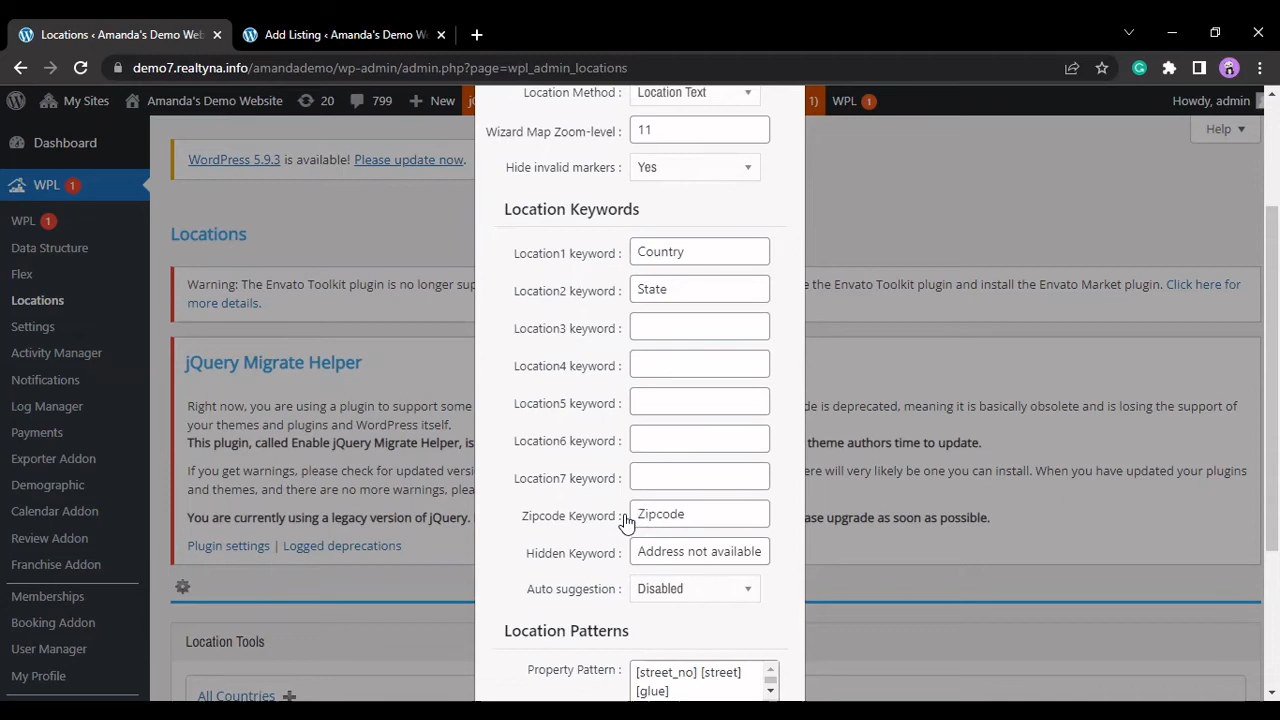 Locations ‹ Amanda's Demo Web
Add Listing ‹ Amanda's Demo W
demo7.realtyna.info/amandademo/wp-admin/admin.php?page=wpl_admin_locations
My Sites
Amanda's Demo Website
20
799
New
1)
WPL 1
Howdy, admin
Help
Dashboard
WPL 1
WPL 1
Data Structure
Flex
Locations
Settings
Activity Manager
Notifications
Log Manager
Payments
Exporter Addon
Demographic
Calendar Addon
Review Addon
Franchise Addon
Memberships
Booking Addon
User Manager
My Profile
WordPress 5.9.3 is available! Please update now.
Locations
Warning: The Envato Toolkit plugin is no longer sup
e the Envato Toolkit plugin and install the Envato Market plugin. Click here for
more details.
jQuery Migrate Helper
Right now, you are using a plugin to support some
de is deprecated, meaning it is basically obsolete and is losing the support of
your themes and plugins and WordPress itself.
This plugin, called Enable jQuery Migrate Helper, is
theme authors time to update.
If you get warnings, please check for updated versio
ere will very likely be one you can install. When you have updated your plugins
and themes, and there are no more warnings, plea
You are currently using a legacy version of jQuery.
ase upgrade as soon as possible.
Plugin settings | Logged deprecations
Location Tools
All Countries
Location Method :
Location Text
Wizard Map Zoom-level :
11
Hide invalid markers :
Yes
Location Keywords
Location1 keyword :
Country
Location2 keyword :
State
Location3 keyword :
Location4 keyword :
Location5 keyword :
Location6 keyword :
Location7 keyword :
Zipcode Keyword :
Zipcode
Hidden Keyword :
Address not available
Auto suggestion :
Disabled
Location Patterns
Property Pattern :
[street_no] [street]
[glue]